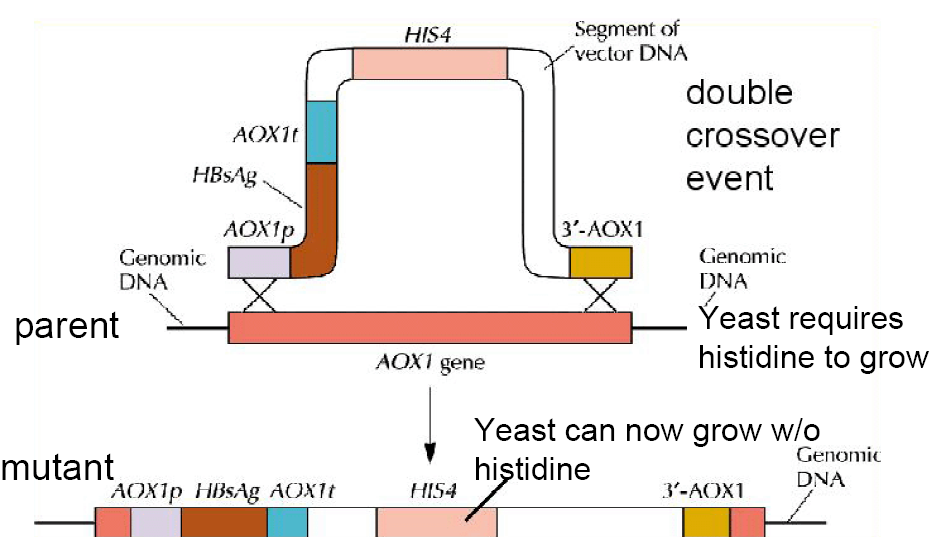 HIS4
Segment of
vector DNA
double
crossover
event
AOX1t
HBsAg
AOX1p
3′-AOX1
Genomic
DNA
Genomic
DNA
parent
Yeast requires
histidine to grow
AOX1 gene
Yeast can now grow w/o
histidine
mutant
Genomic
DNA
AOX1p HBsAg AOX1t HIS4 3′-AOX1